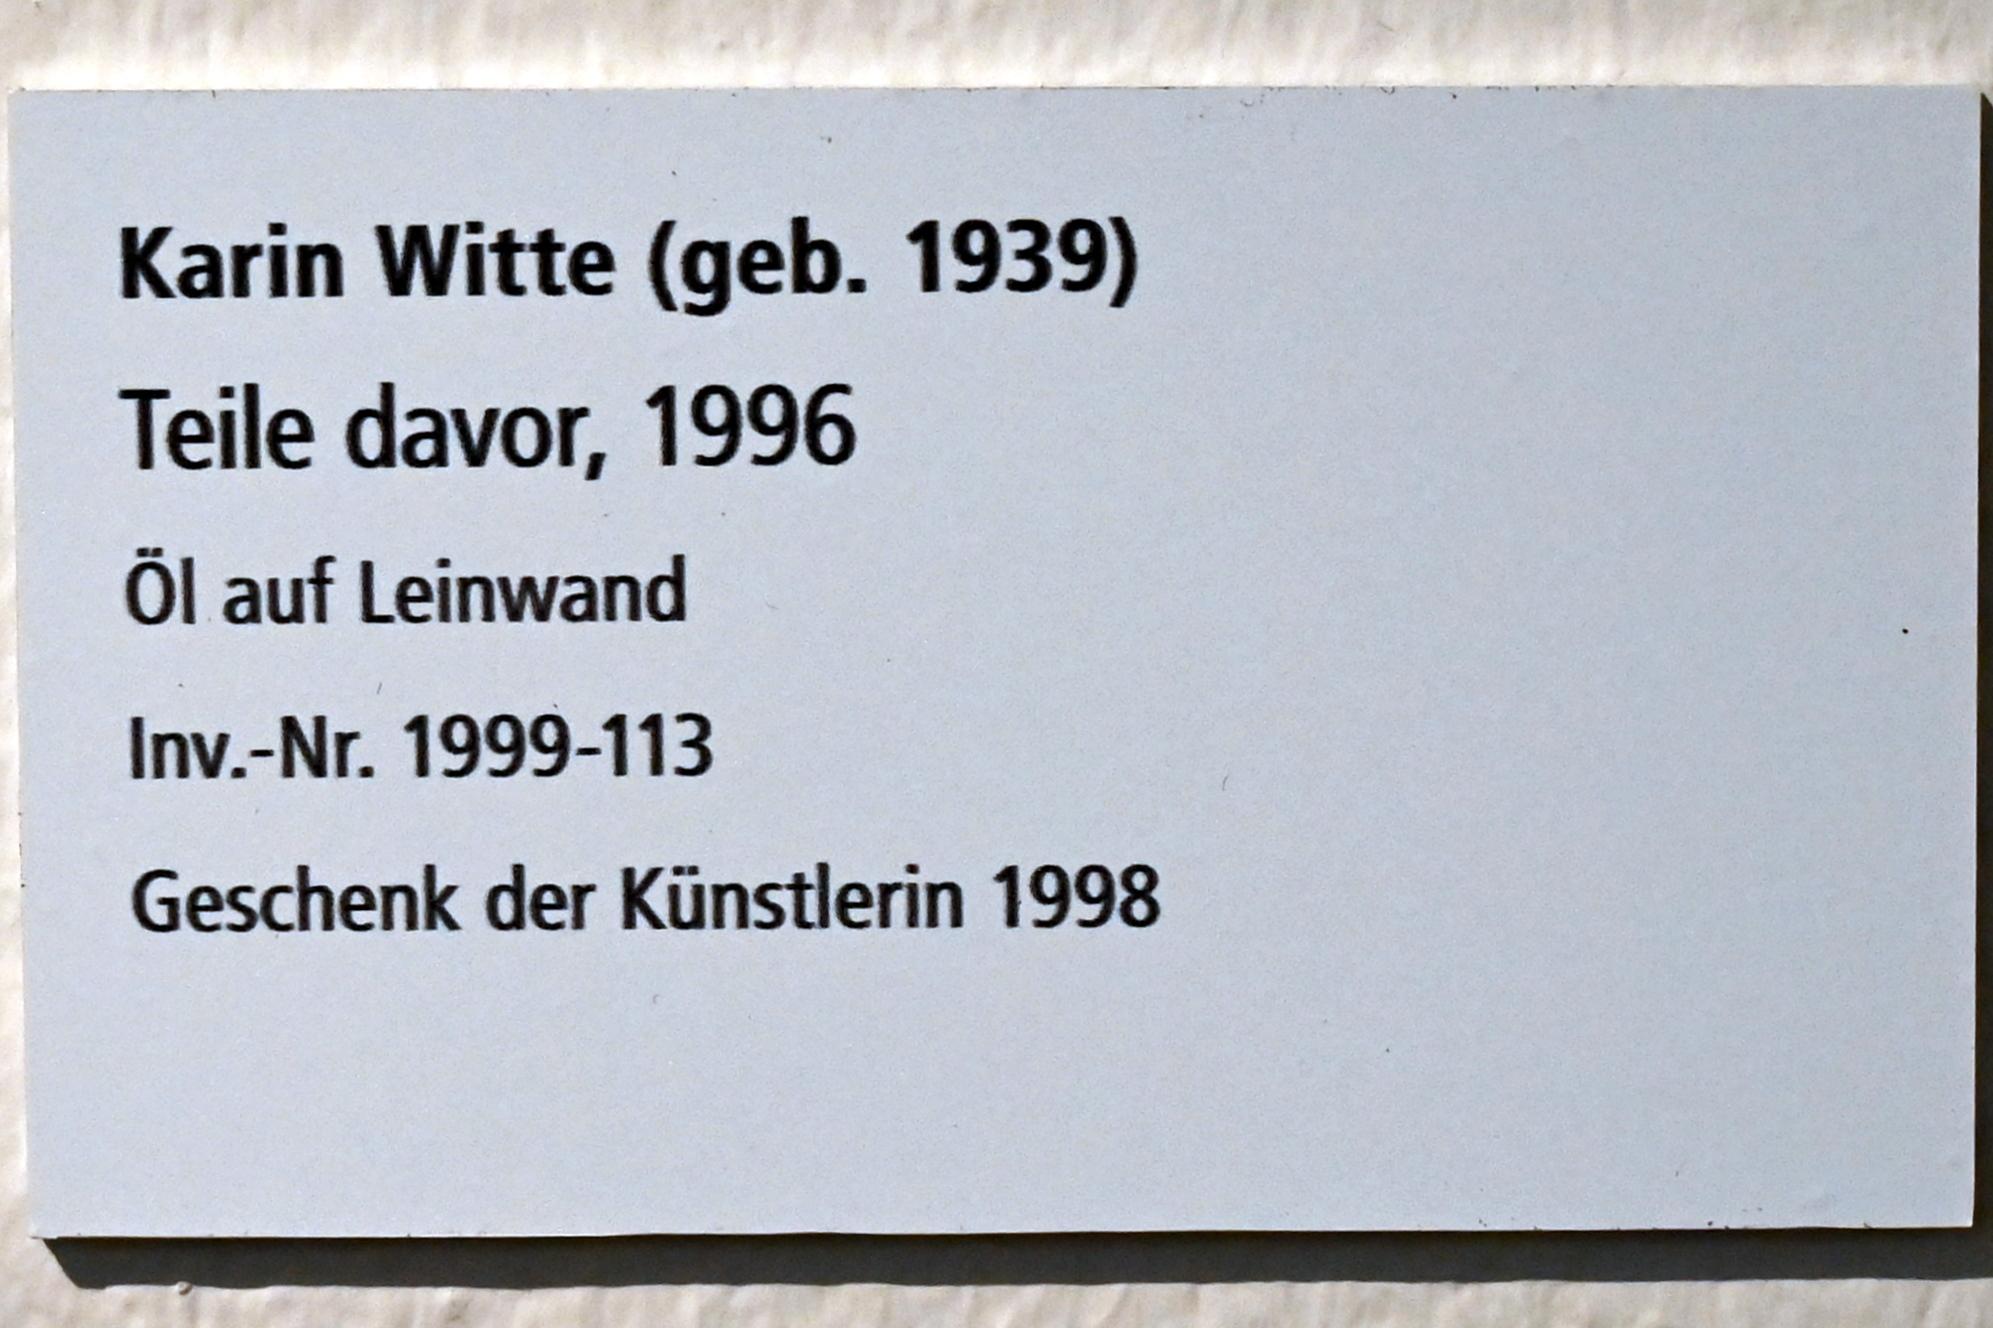 Karin Witte (geb. 1939)
Teile davor, 1996
Öl auf Leinwand
Inv.-Nr. 1999-113
Geschenk der Künstlerin 1998